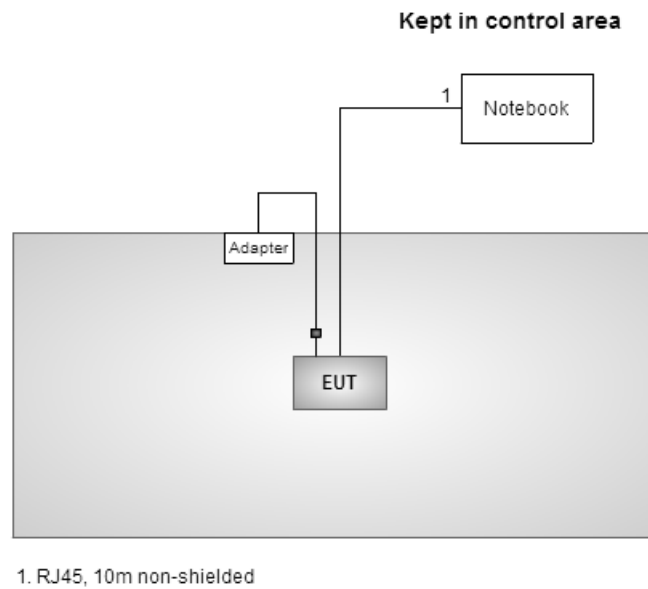 Kept in control area
1
Notebook
Adapter
EUT
1. RJ45, 10m non-shielded